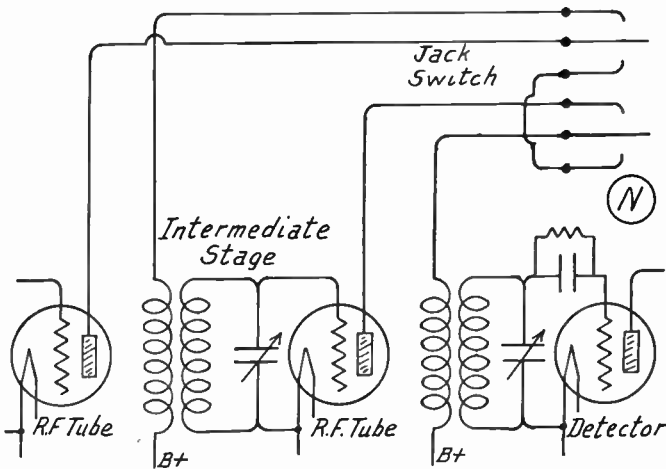 Jack
Switch
N
Intermediate
Stage
R.F. Tube
B+
R.F. Tube
B+
Detector